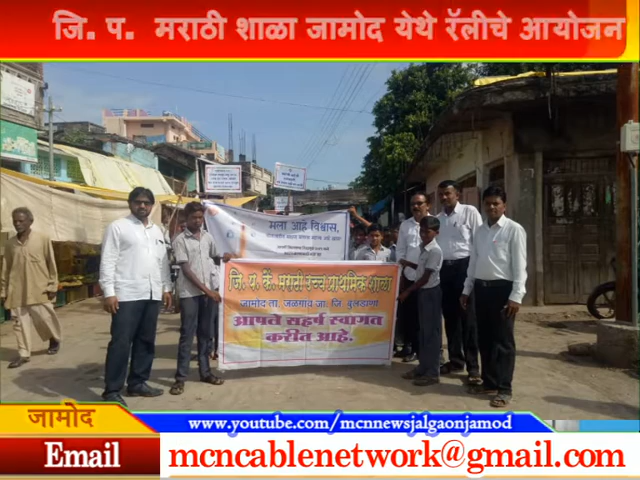 जि. प. मराठी शाळा जामोद येथे रॅलीचे आयोजन
मला आहे विश्वास,
जि. प. कें. मराठी उच्च प्राथमिक शाळा
जामोद ता. जळगाव जा. जि. बुलढाणा
आपले सहर्ष स्वागत
करीत आहे.
जामोद
www.youtube.com/mcnnewsjalgaonjamod
Email
mcncablenetwork@gmail.com